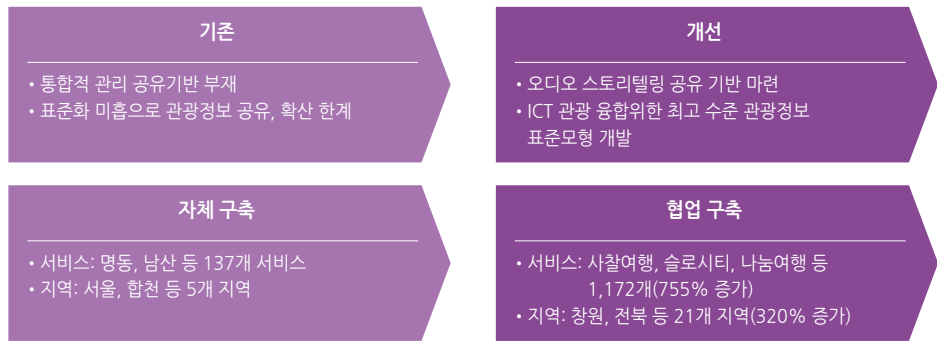 기존
• 통합적 관리 공유기반 부재
• 표준화 미흡으로 관광정보 공유, 확산 한계
개선
• 오디오 스토리텔링 공유 기반 마련
• ICT 관광 융합위한 최고 수준 관광정보
표준모형 개발
자체 구축
• 서비스: 명동, 남산 등 137개 서비스
• 지역: 서울, 합천 등 5개 지역
협업 구축
• 서비스: 사찰여행, 슬로시티, 나눔여행 등
1,172개(755% 증가)
• 지역: 창원, 전북 등 21개 지역(320% 증가)